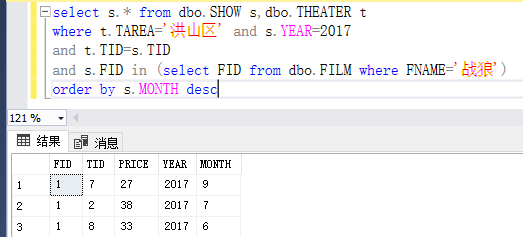 select s.* from dbo.SHOW s,dbo.THEATER t
where t.TAREA='洪山区' and s.YEAR=2017
and t.TID=s.TID
and s.FID in (select FID from dbo.FILM where FNAME='战狼')
order by s.MONTH desc
121 %
结果 消息
FID TID PRICE YEAR MONTH
1 1 7 27 2017 9
2 1 2 38 2017 7
3 1 8 33 2017 6